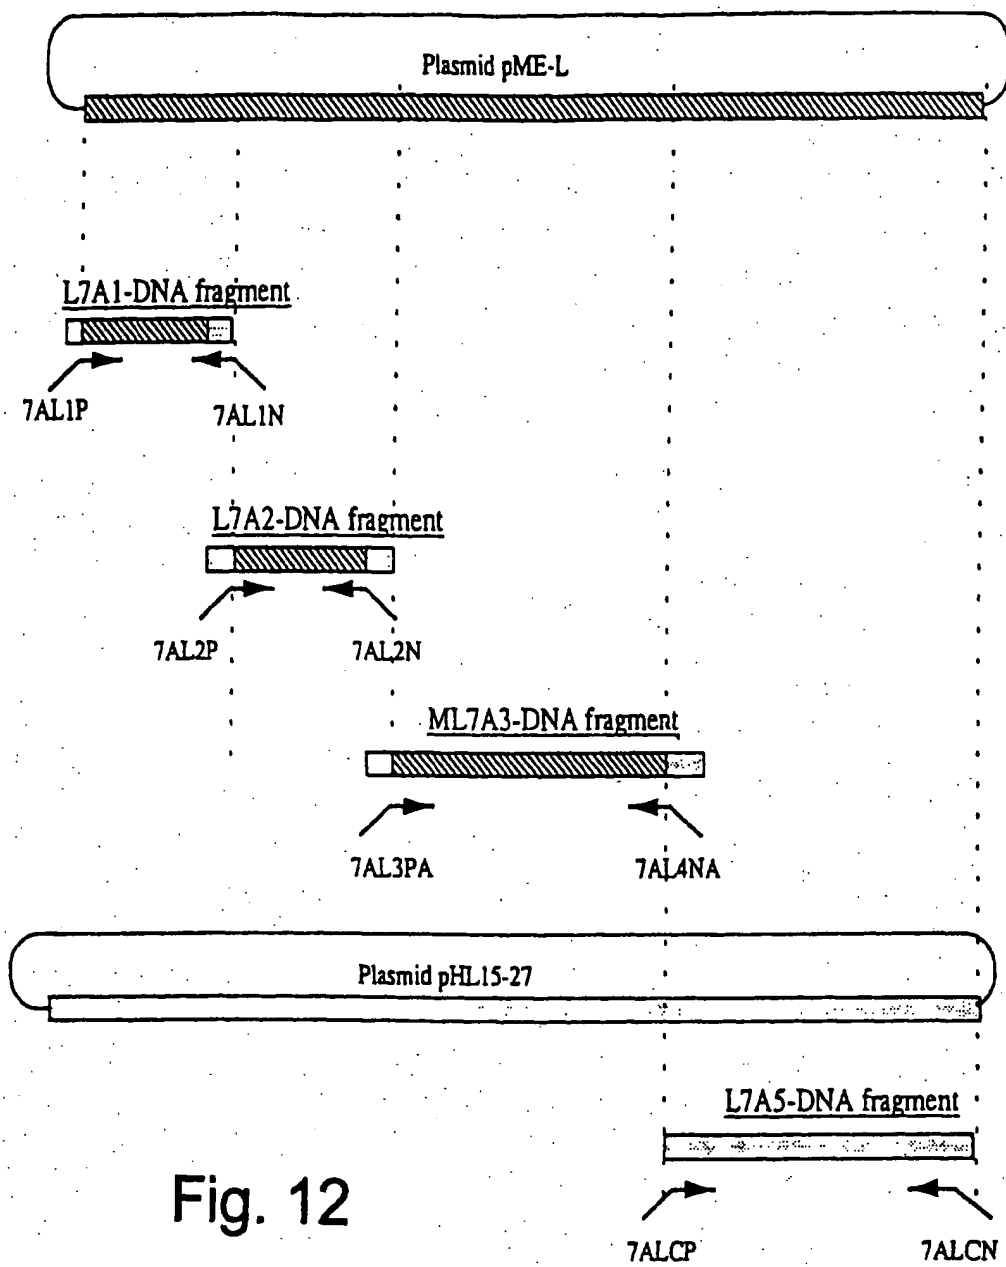 Plasmid pME-L
L7A1-DNA fragment
7AL1P
7AL1N
L7A2-DNA fragment
7AL2P
7AL2N
ML7A3-DNA fragment
7AL3PA
7AL4NA
Plasmid pHL15-27
L7A5-DNA fragment
Fig. 12
7ALCP
7ALCN